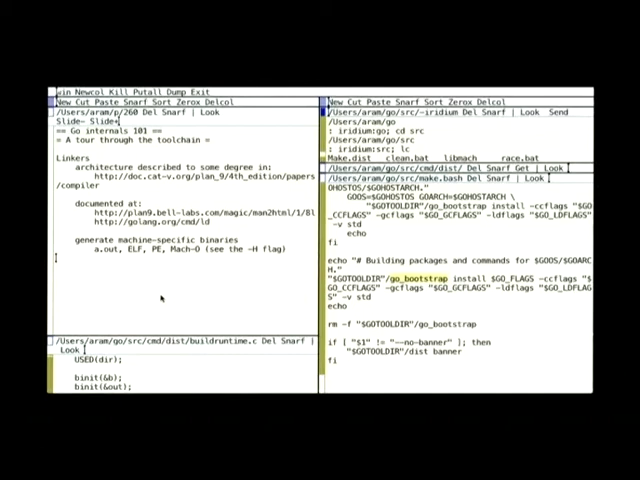 win Newcol Kill Putall Dump Exit
New Cut Paste Snarf Sort Zerox Delcol
/Users/aram/p/260 Del Snarf | Look
Slide- Slide+
== Go internals 101 ==
= A tour through the toolchain =
Linkers
architecture described to some degree in:
http://doc.cat-v.org/plan_9/4th_edition/papers
/compiler
documented at:
http://plan9.bell-labs.com/magic/man2html/1/8l
http://golang.org/cmd/ld
generate machine-specific binaries
a.out, ELF, PE, Mach-O (see the -H flag)
/Users/aram/go/src/cmd/dist/buildruntime.c Del Snarf |
Look
USED(dir);
binit(&b);
binit(&out);
New Cut Paste Snarf Sort Zerox Delcol
/Users/aram/go/src/-iridium Del Snarf | Look Send
/Users/aram/go
: iridium:go; cd src
/Users/aram/go/src
: iridium:src; lc
Make.dist clean.bat libmach race.bat
/Users/aram/go/src/cmd/dist/ Del Snarf Get | Look
/Users/aram/go/src/make.bash Del Snarf | Look
OHOSTOS/$GOHOSTARCH."
GOOS=$GOHOSTOS GOARCH=$GOHOSTARCH \
"$GOTOOLDIR"/go_bootstrap install -ccflags "$GO
_CCFLAGS" -gcflags "$GO_GCFLAGS" -ldflags "$GO_LDFLAGS"
-v std
echo
fi
echo "# Building packages and commands for $GOOS/$GOARC
H."
"$GOTOOLDIR"/go_bootstrap install $GO_FLAGS -ccflags "$
GO_CCFLAGS" -gcflags "$GO_GCFLAGS" -ldflags "$GO_LDFLAG
S" -v std
echo
rm -f "$GOTOOLDIR"/go_bootstrap
if [ "$1" != "--no-banner" ]; then
"$GOTOOLDIR"/dist banner
fi